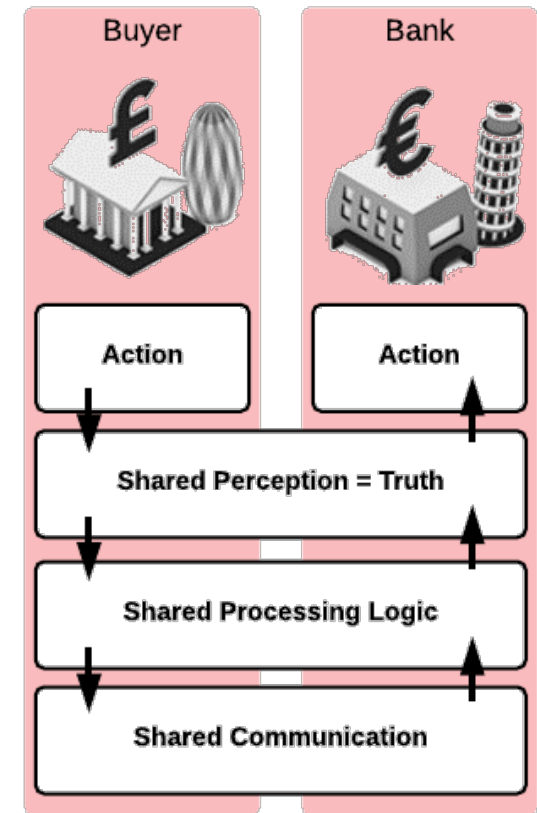 Buyer
Bank
£
€
Action
Action
Shared Perception = Truth
Shared Processing Logic
Shared Communication